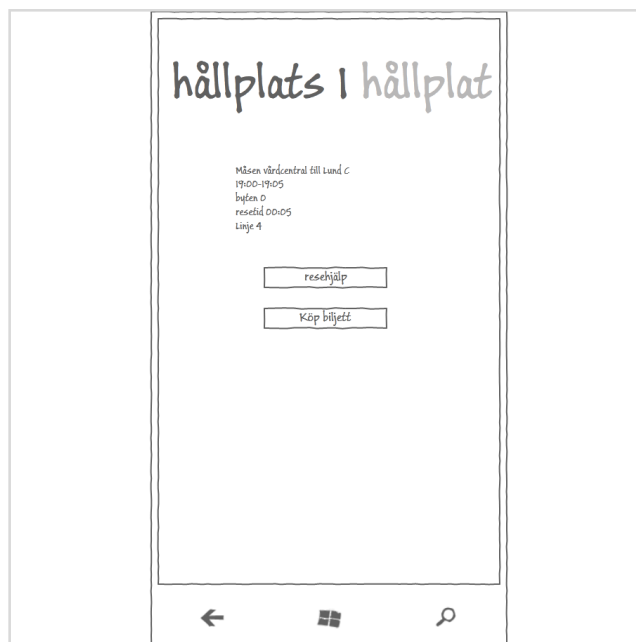 hållplats 1 hållplat
Måsen vårdcentral till Lund C
19:00-19:05
byten 0
resetid 00:05
Linje 4
resehjälp
Köp biljett